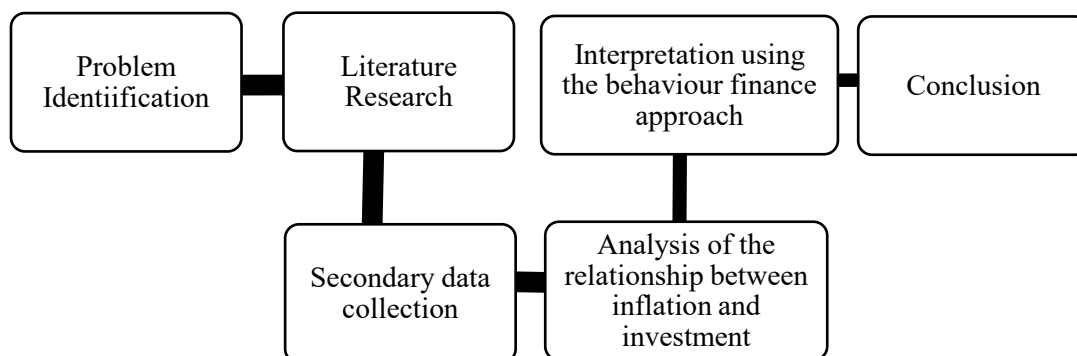 Problem
Identiification
Literature
Research
Secondary data
collection
Analysis of the
relationship between
inflation and
investment
Interpretation using
the behaviour finance
approach
Conclusion